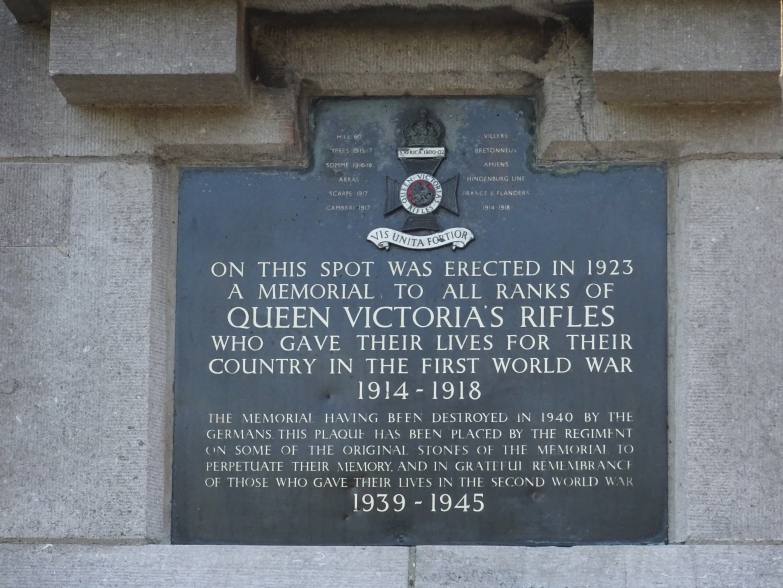 HILL 60
YPRES 1915-17
SOMME 1916-18
ARRAS
SCARPE 1917
CAMBRAI 1917
S. AFRICA 1900-02
QUEEN VICTORIA'S RIFLES
VIS UNITA FORTIOR
VILLERS
BRETONNEUX
AMIENS
HINDENBURG LINE
FRANCE & FLANDERS
1914-1918
ON THIS SPOT WAS ERECTED IN 1923
A MEMORIAL TO ALL RANKS OF
QUEEN VICTORIA'S RIFLES
WHO GAVE THEIR LIVES FOR THEIR
COUNTRY IN THE FIRST WORLD WAR
1914-1918
THE MEMORIAL HAVING BEEN DESTROYED IN 1940 BY THE
GERMANS. THIS PLAQUE HAS BEEN PLACED BY THE REGIMENT
ON SOME OF THE ORIGINAL STONES OF THE MEMORIAL TO
PERPETUATE THEIR MEMORY, AND IN GRATEFUL REMEMBRANCE
OF THOSE WHO GAVE THEIR LIVES IN THE SECOND WORLD WAR
1939-1945